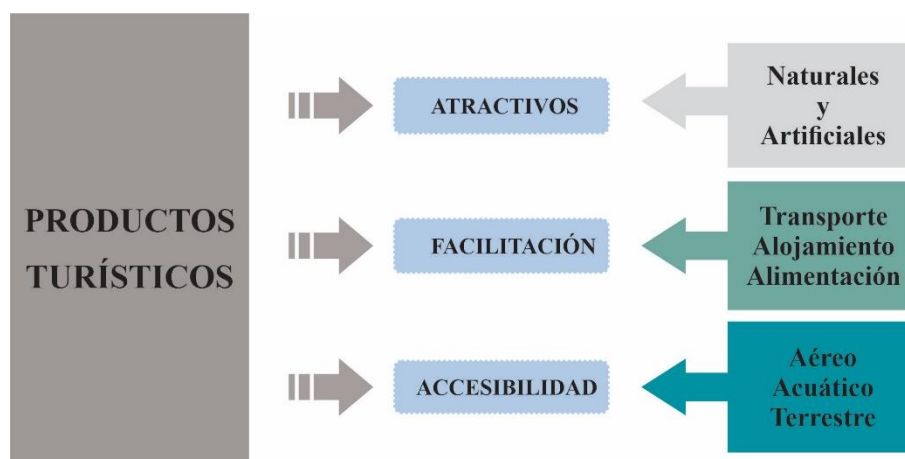 PRODUCTOS
TURÍSTICOS
ATRACTIVOS
Naturales
y
Artificiales
FACILITACIÓN
Transporte
Alojamiento
Alimentación
ACCESIBILIDAD
Aéreo
Acuático
Terrestre